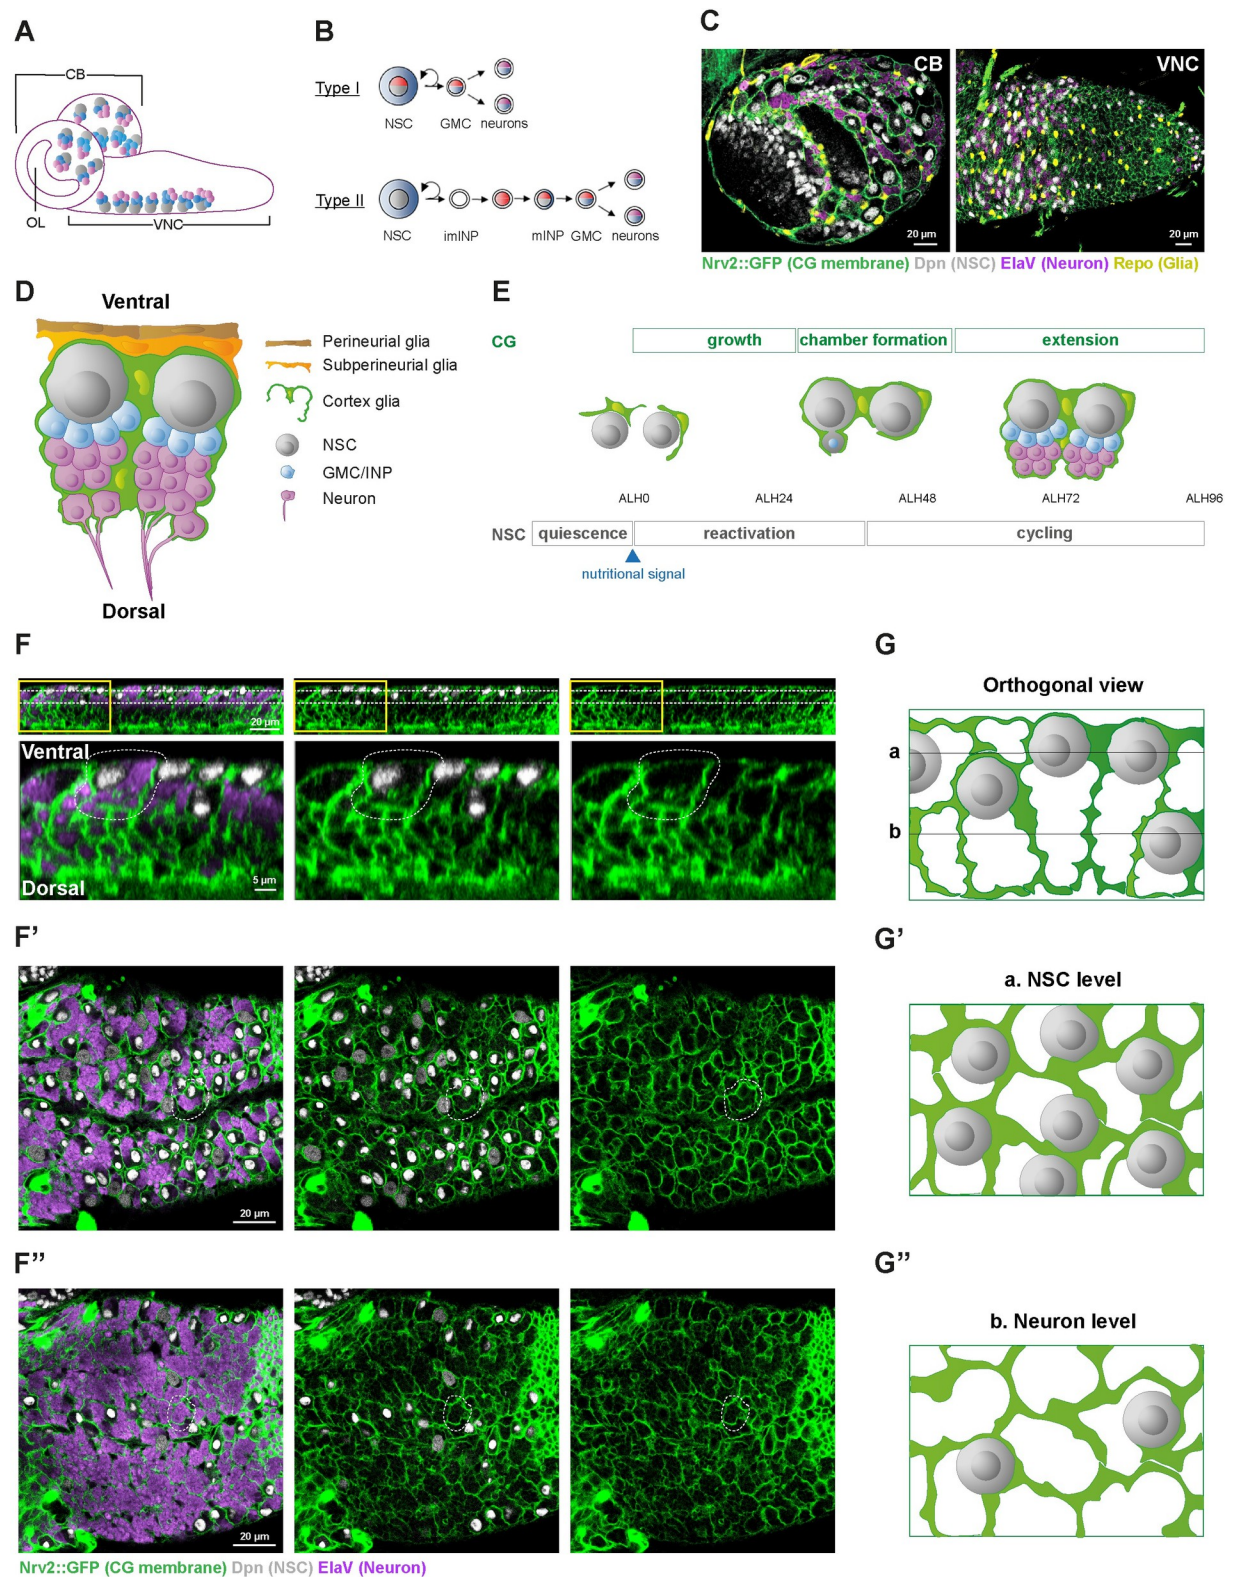 A
CB
OL
VNC
B
Type I
NSC
GMC
neurons
Type II
NSC
imINP
mINP
GMC
neurons
C
CB
20 µm
VNC
20 µm
Nrv2::GFP (CG membrane) Dpn (NSC) ElaV (Neuron) Repo (Glia)
D
Ventral
Dorsal
Perineurial glia
Subperineurial glia
Cortex glia
NSC
GMC/INP
Neuron
E
CG
growth
chamber formation
extension
ALH0
ALH24
ALH48
ALH72
ALH96
NSC
quiescence
reactivation
cycling
nutritional signal
F
20 µm
Ventral
Dorsal
5 µm
G
Orthogonal view
a
b
F'
20 µm
G'
a. NSC level
F''
20 µm
G''
b. Neuron level
Nrv2::GFP (CG membrane) Dpn (NSC) ElaV (Neuron)